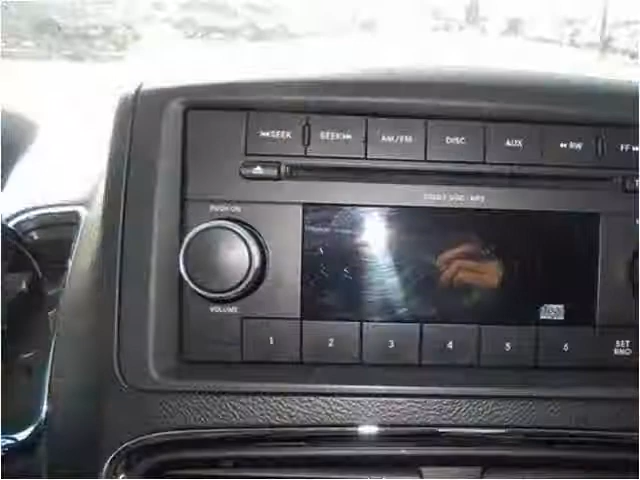 SEEK SEEK AM/FM DISC AUX RW FF
PUSH ON
VOLUME
1 2 3 4 5 6 SET
RND